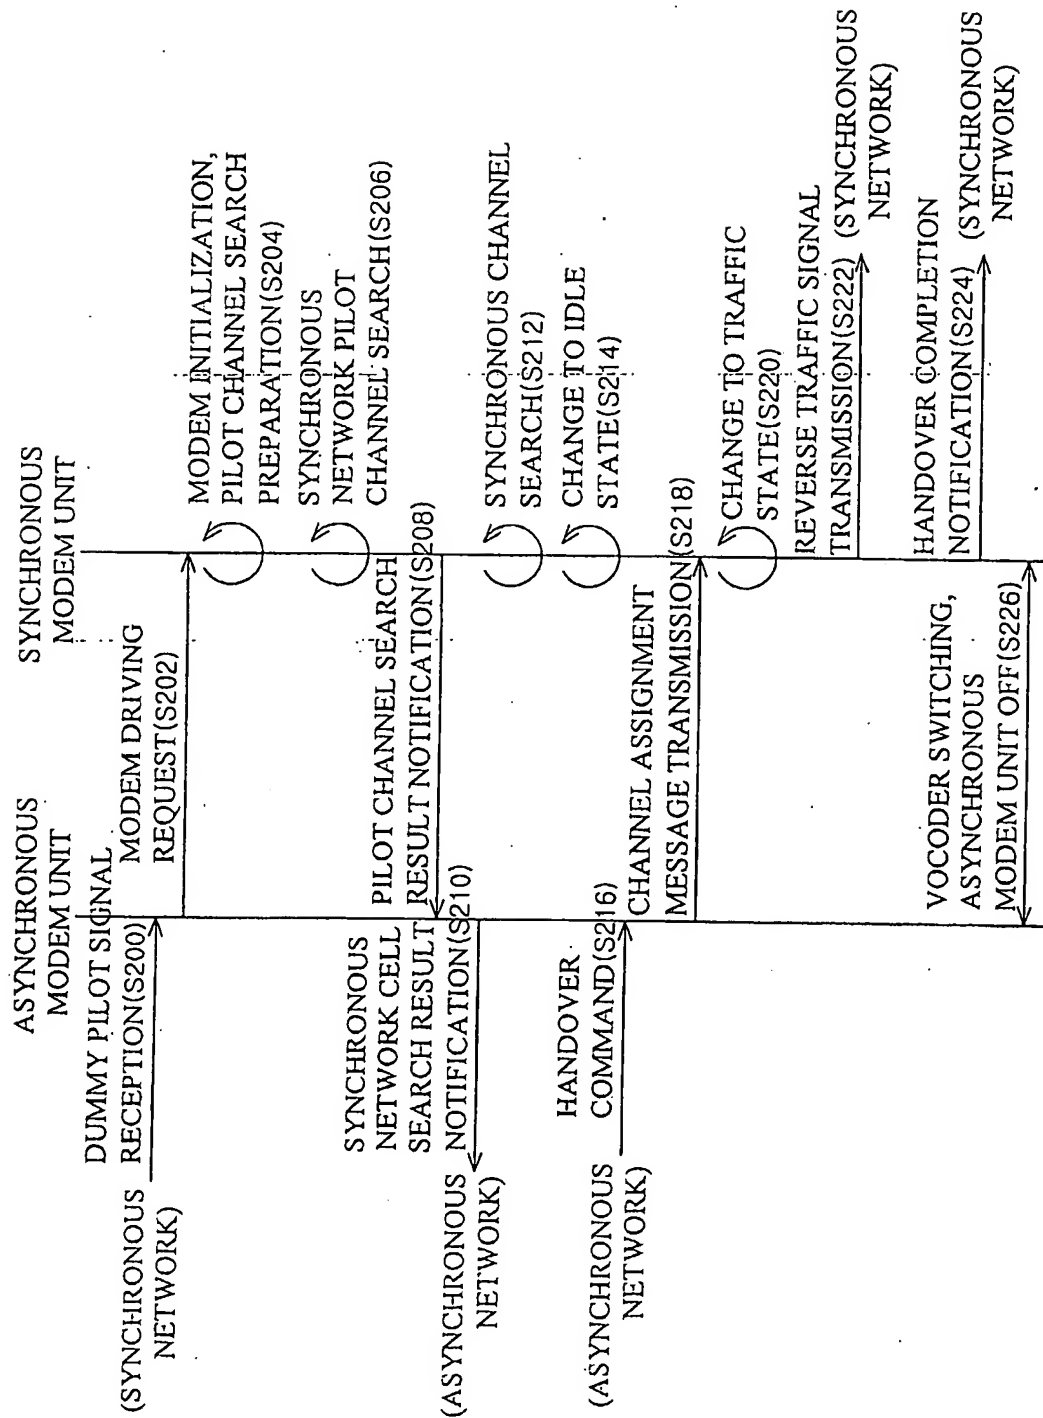 ASYNCHRONOUS
MODEM UNIT
SYNCHRONOUS
MODEM UNIT
DUMMY PILOT SIGNAL
RECEPTION(S200)
(SYNCHRONOUS
NETWORK)
MODEM DRIVING
REQUEST(S202)
MODEM INITIALIZATION,
PILOT CHANNEL SEARCH
PREPARATION(S204)
SYNCHRONOUS
NETWORK PILOT
CHANNEL SEARCH(S206)
PILOT CHANNEL SEARCH
RESULT NOTIFICATION(S208)
SYNCHRONOUS
NETWORK CELL
SEARCH RESULT
NOTIFICATION(S210)
(ASYNCHRONOUS
NETWORK)
SYNCHRONOUS CHANNEL
SEARCH(S212)
CHANGE TO IDLE
STATE(S214)
HANDOVER
COMMAND(S216)
(ASYNCHRONOUS
NETWORK)
CHANNEL ASSIGNMENT
MESSAGE TRANSMISSION(S218)
CHANGE TO TRAFFIC
STATE(S220)
REVERSE TRAFFIC SIGNAL
TRANSMISSION(S222)
(SYNCHRONOUS
NETWORK)
HANDOVER COMPLETION
NOTIFICATION(S224)
(SYNCHRONOUS
NETWORK)
VOCODER SWITCHING,
ASYNCHRONOUS
MODEM UNIT OFF(S226)